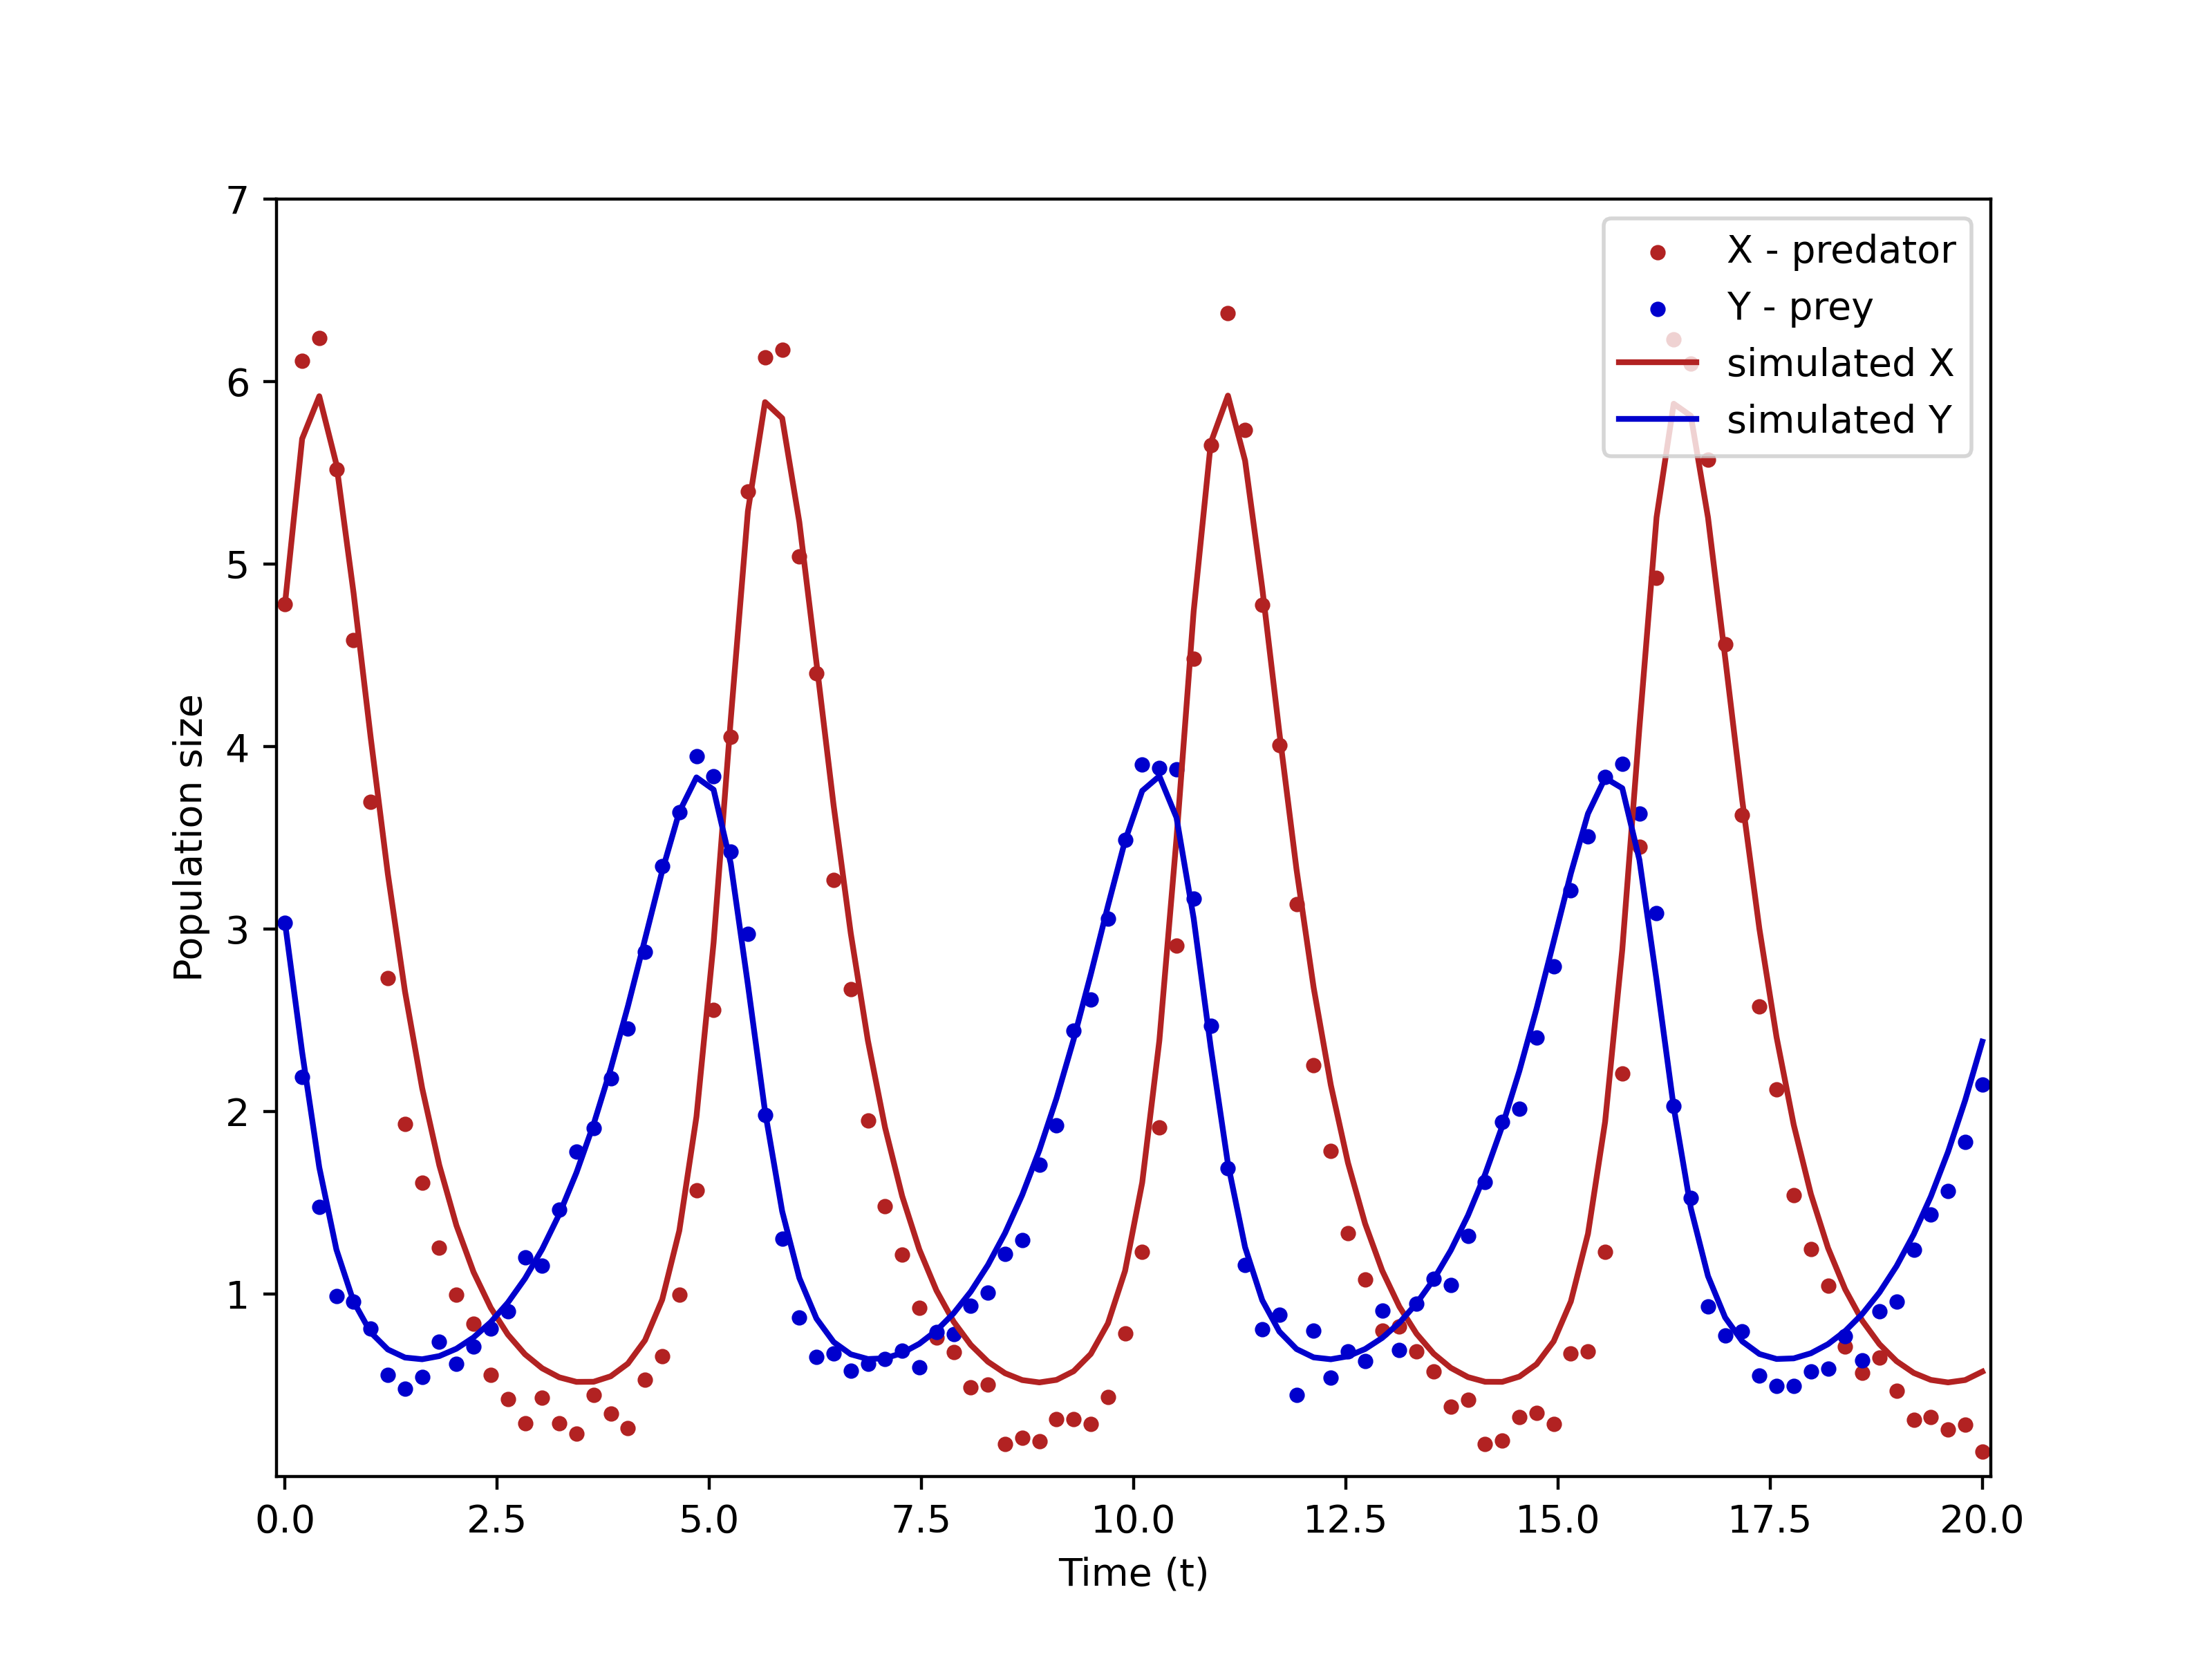 7
6
5
4
3
2
1
Population size
X - predator
Y - prey
simulated X
simulated Y
0.0 2.5 5.0 7.5 10.0 12.5 15.0 17.5 20.0
Time (t)